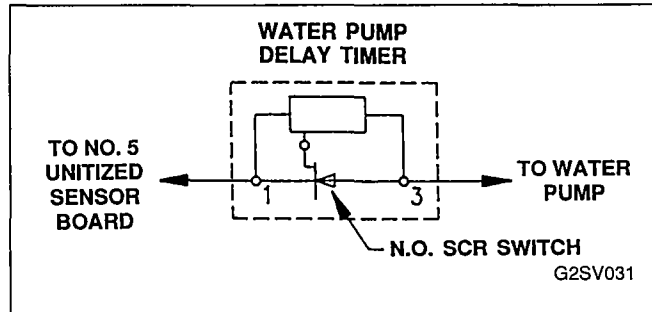 WATER PUMP
DELAY TIMER
TO NO. 5
UNITIZED
SENSOR
BOARD
1
3
TO WATER
PUMP
N.O. SCR SWITCH
G2SV031